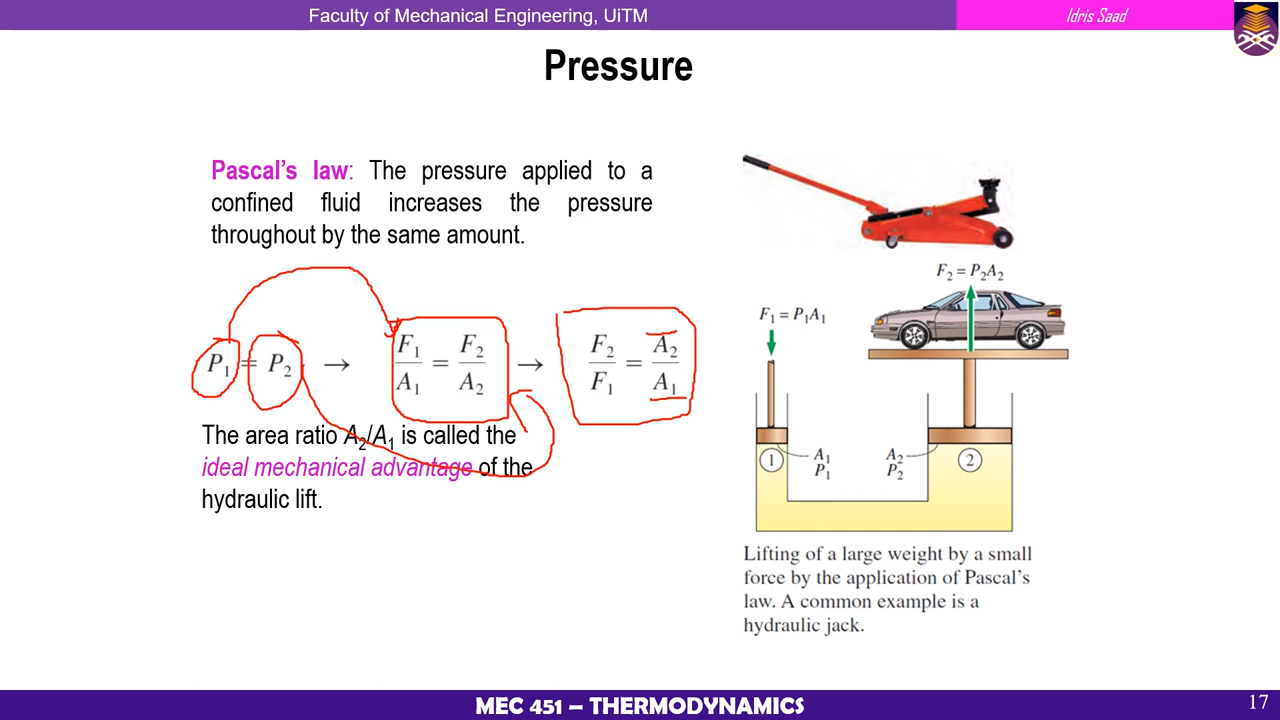 Faculty of Mechanical Engineering, UiTM
Idris Saad
Pressure
Pascal's law: The pressure applied to a
confined fluid increases the pressure
throughout by the same amount.
P₁ = P₂ → F₁/A₁ = F₂/A₂ → F₂/F₁ = A₂/A₁
The area ratio A₂/A₁ is called the
ideal mechanical advantage of the
hydraulic lift.
F₂ = P₂A₂
F₁ = P₁A₁
1
A₁
P₁
A₂
P₂
2
Lifting of a large weight by a small
force by the application of Pascal's
law. A common example is a
hydraulic jack.
MEC 451 – THERMODYNAMICS
17